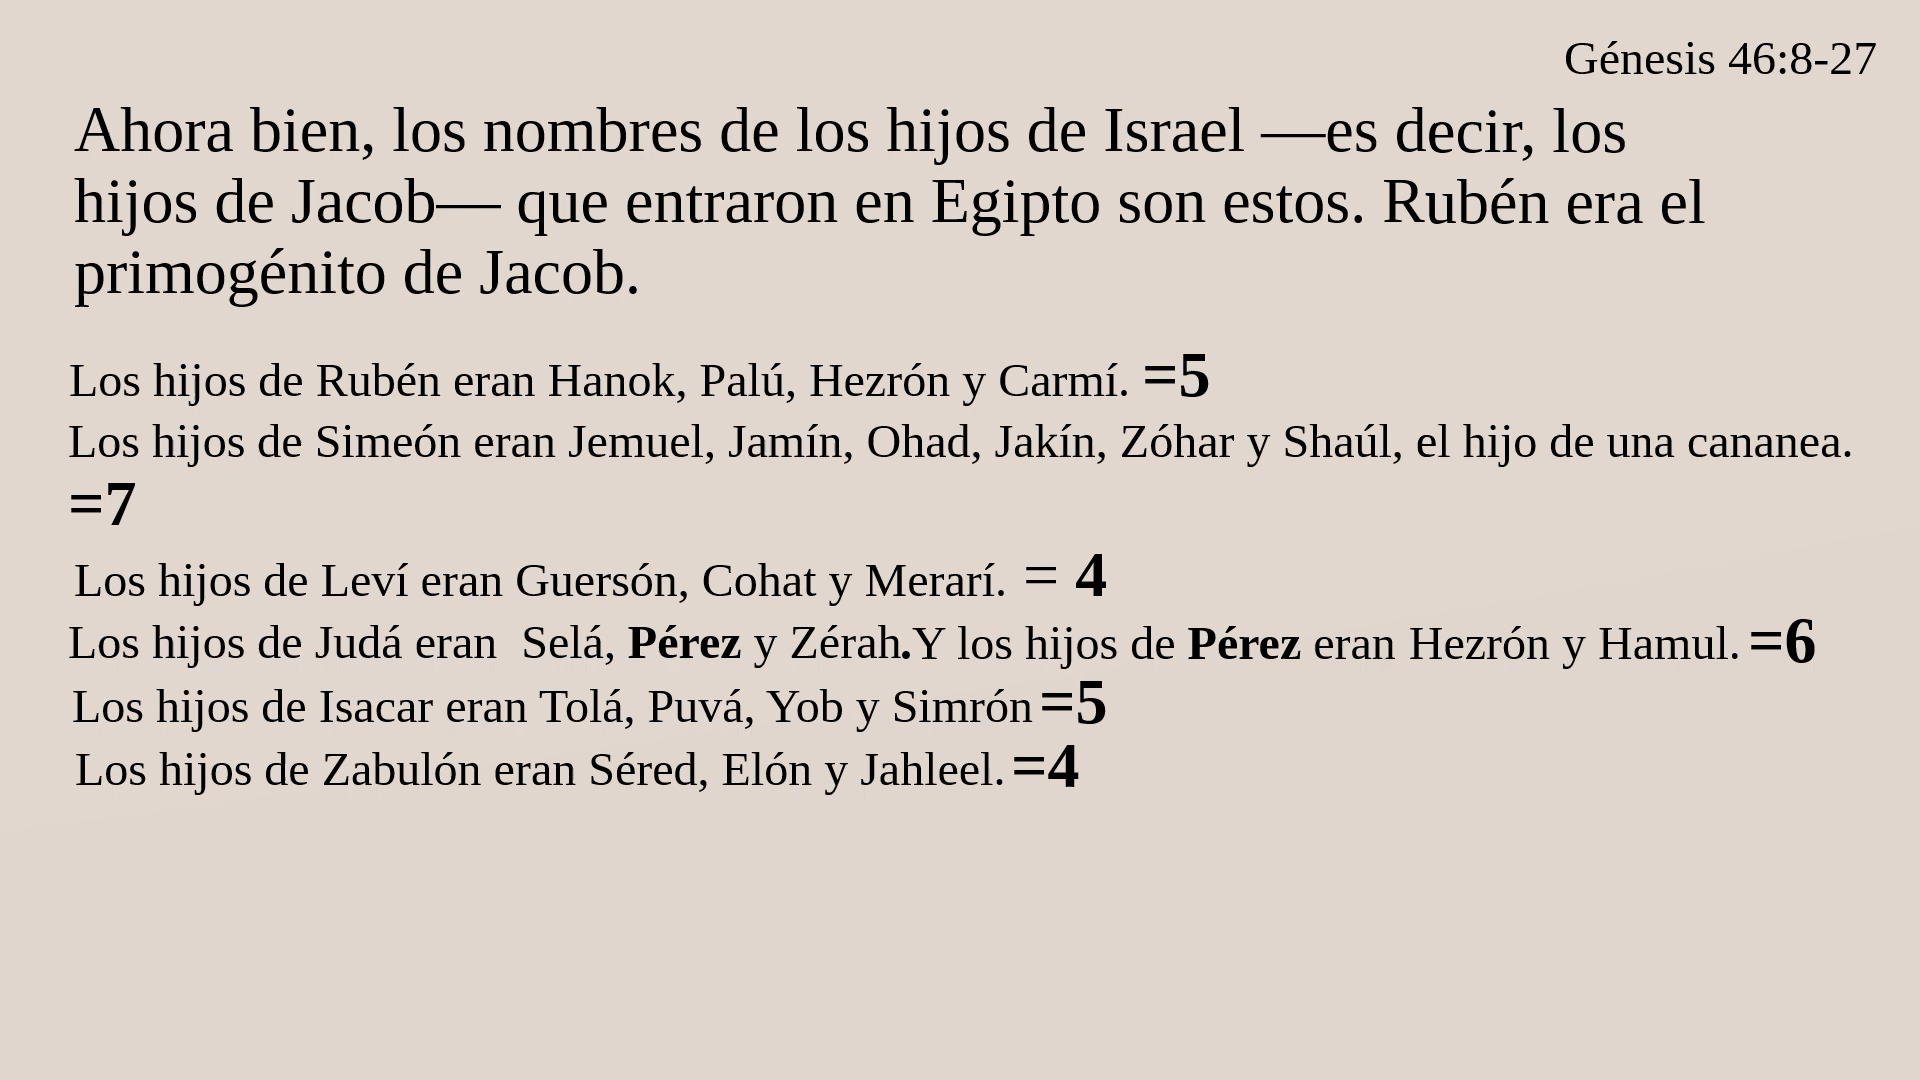 Génesis 46:8-27
Ahora bien, los nombres de los hijos de Israel —es decir, los
hijos de Jacob— que entraron en Egipto son estos. Rubén era el
primogénito de Jacob.
Los hijos de Rubén eran Hanok, Palú, Hezrón y Carmí. =5
Los hijos de Simeón eran Jemuel, Jamín, Ohad, Jakín, Zóhar y Shaúl, el hijo de una cananea.
=7
Los hijos de Leví eran Guersón, Cohat y Merarí. = 4
Los hijos de Judá eran  Selá, Pérez y Zérah.Y los hijos de Pérez eran Hezrón y Hamul. =6
Los hijos de Isacar eran Tolá, Puvá, Yob y Simrón =5
Los hijos de Zabulón eran Séred, Elón y Jahleel. =4